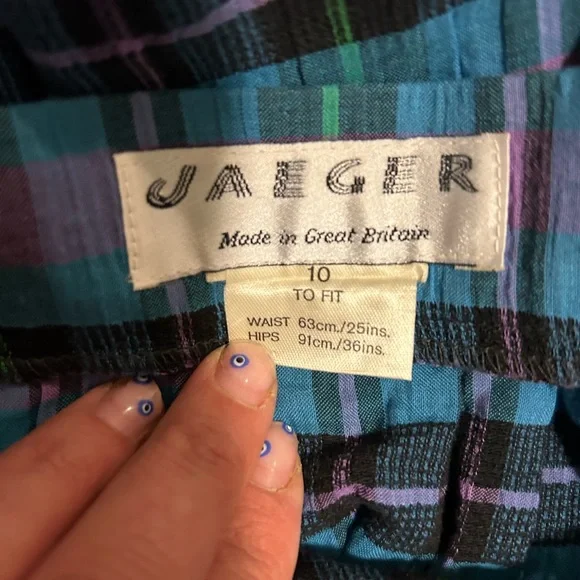 JAEGER
Made in Great Britain
10
TO FIT
WAIST 63cm./25ins.
HIPS 91cm./36ins.